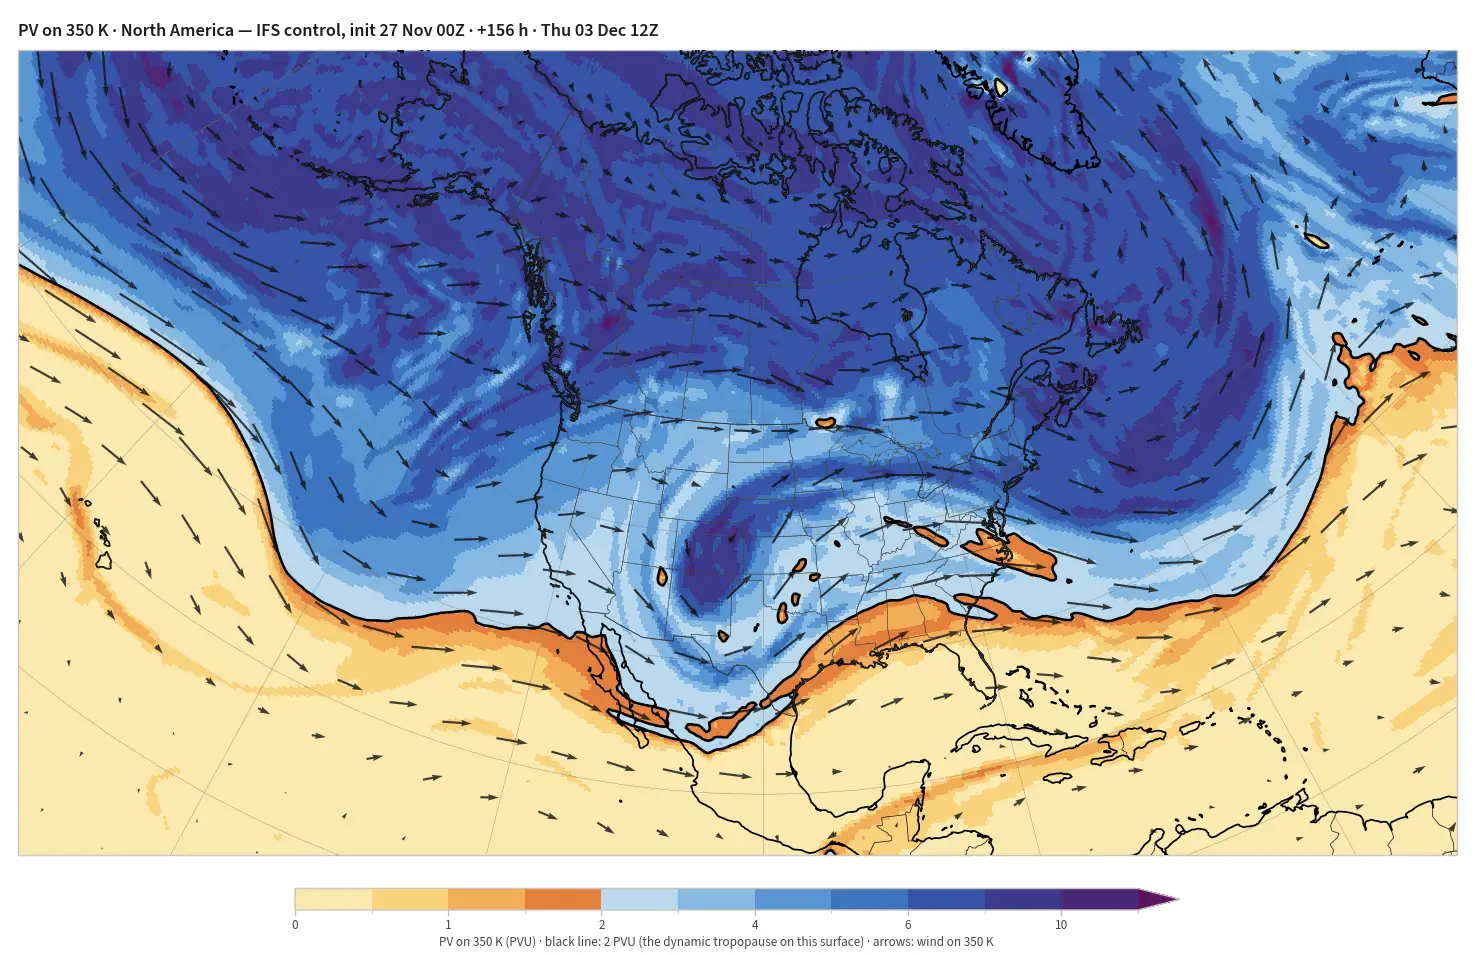 PV on 350 K · North America — IFS control, init 27 Nov 00Z · +156 h · Thu 03 Dec 12Z
0 1 2 4 6 10
PV on 350 K (PVU) · black line: 2 PVU (the dynamic tropopause on this surface) · arrows: wind on 350 K